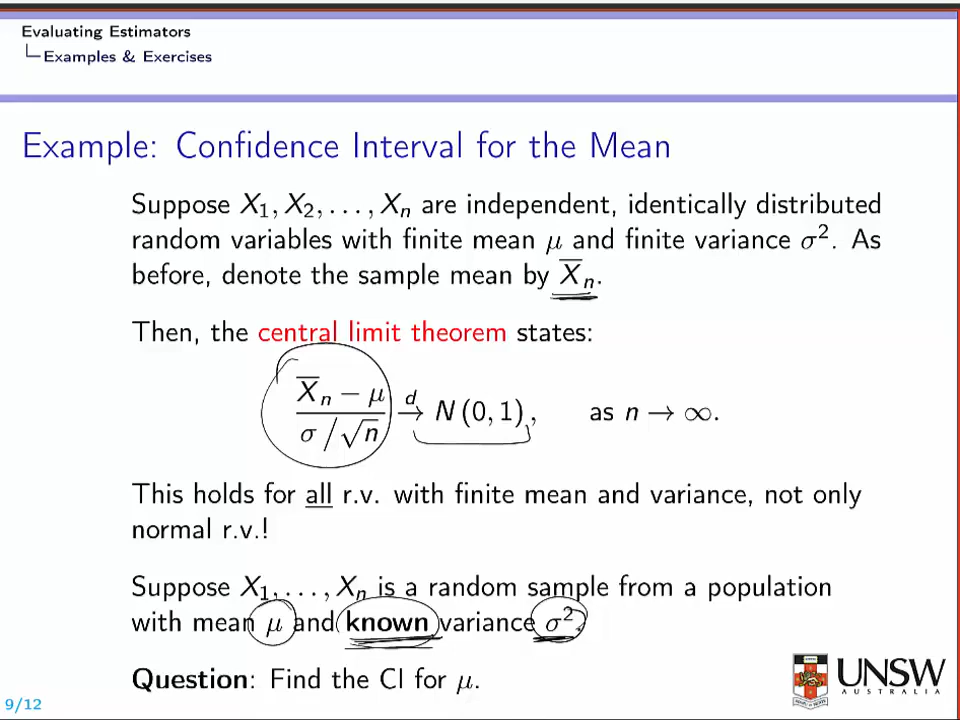 Evaluating Estimators
Examples & Exercises
Example: Confidence Interval for the Mean
Suppose X₁, X₂, . . . , Xₙ are independent, identically distributed
random variables with finite mean μ and finite variance σ². As
before, denote the sample mean by X̅ₙ.
Then, the central limit theorem states:
(X̅ₙ − μ) / (σ / √n) →ᵈ N (0, 1) , as n → ∞.
This holds for all r.v. with finite mean and variance, not only
normal r.v.!
Suppose X₁, . . . , Xₙ is a random sample from a population
with mean μ and known variance σ².
Question: Find the CI for μ.
UNSW
AUSTRALIA
9/12